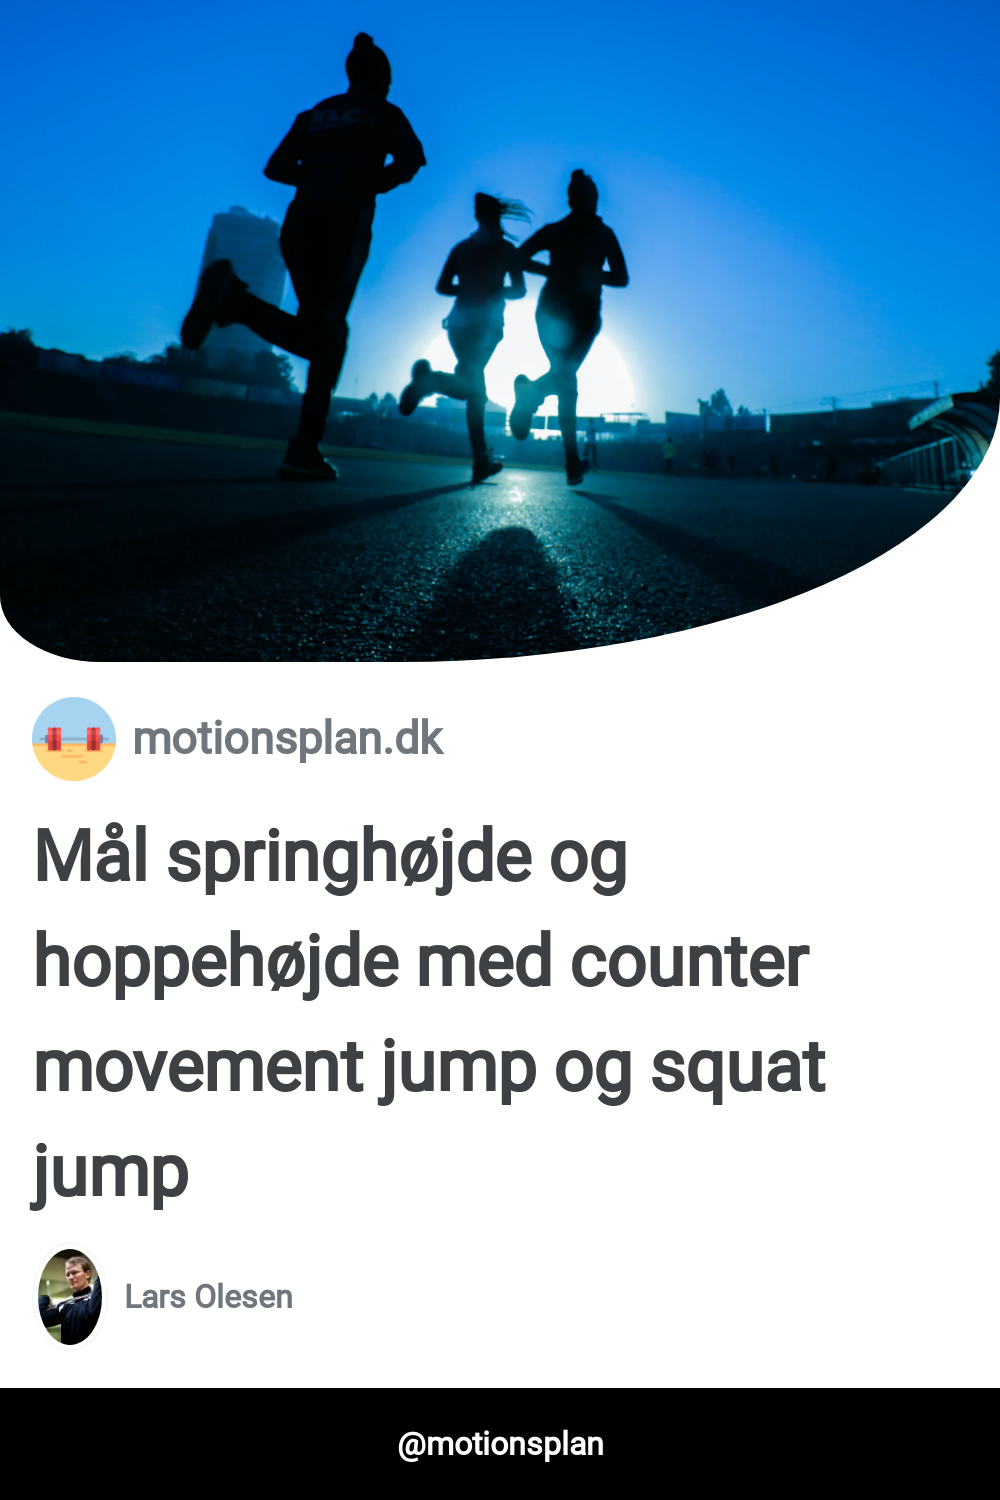 motionsplan.dk
Mål springhøjde og
hoppehøjde med counter
movement jump og squat
jump
Lars Olesen
@motionsplan